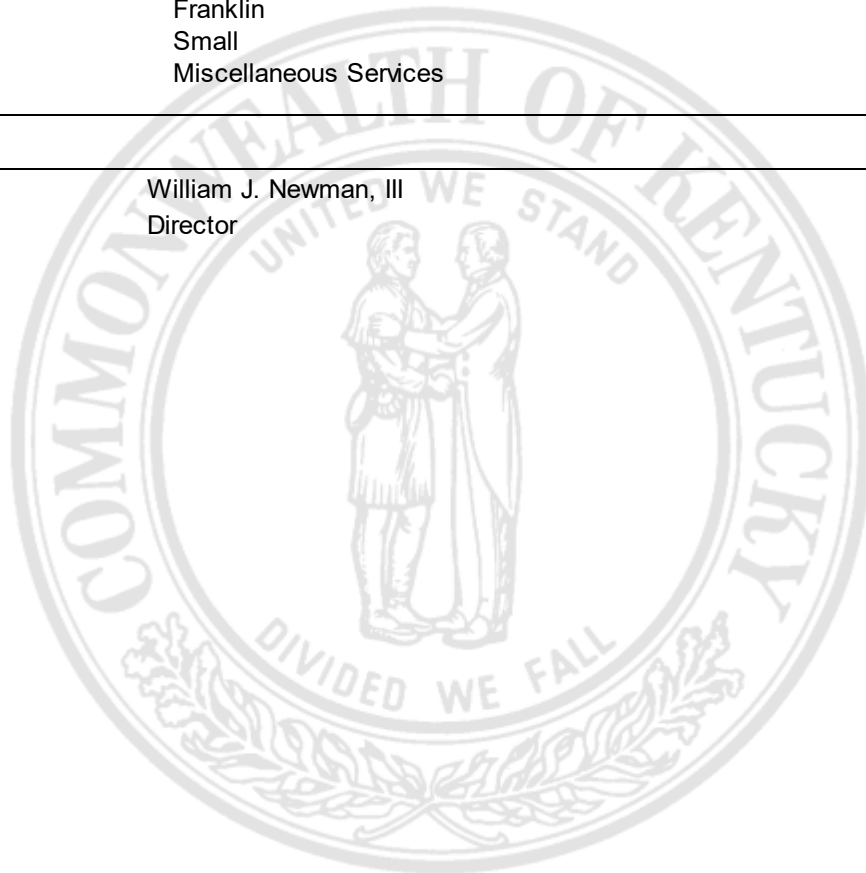 Franklin
Small
Miscellaneous Services
William J. Newman, III
Director
COMMONWEALTH OF KENTUCKY
UNITED WE STAND
DIVIDED WE FALL